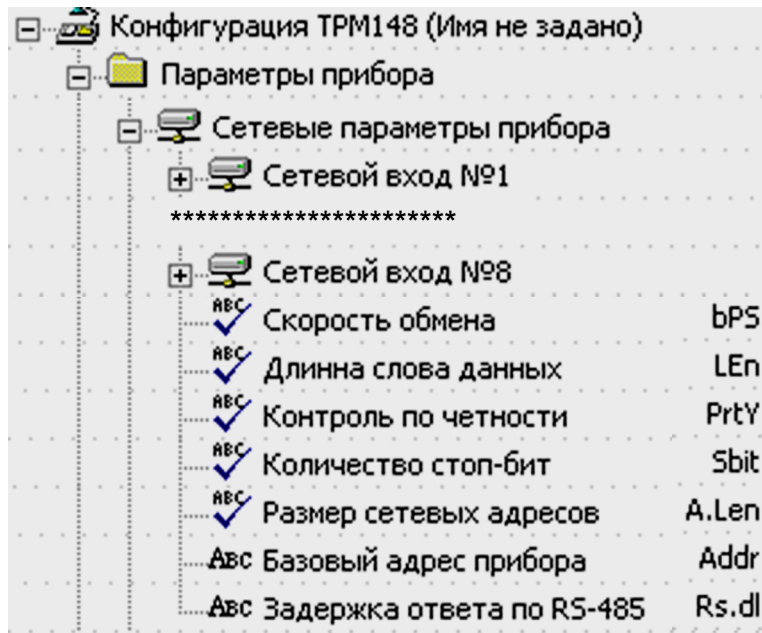 Конфигурация ТРМ148 (Имя не задано)
Параметры прибора
Сетевые параметры прибора
Сетевой вход №1
***********************
Сетевой вход №8
Скорость обмена bPS
Длинна слова данных LEn
Контроль по четности PrtY
Количество стоп-бит Sbit
Размер сетевых адресов A.Len
Базовый адрес прибора Addr
Задержка ответа по RS-485 Rs.dl